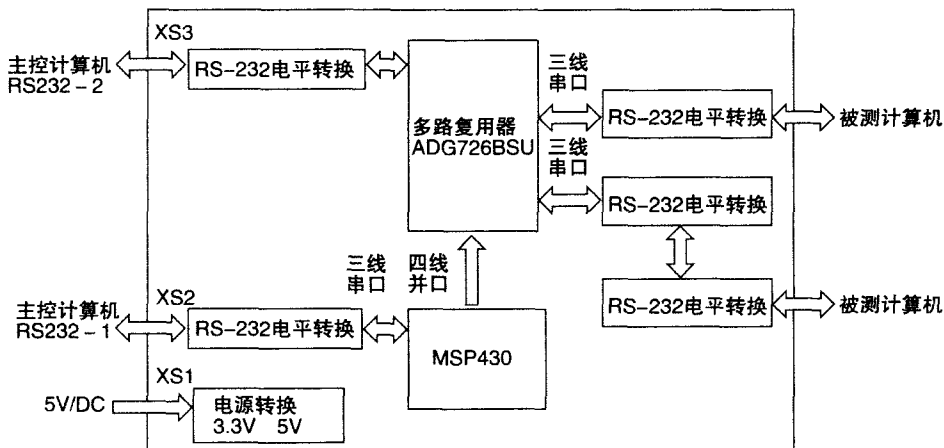 XS3
主控计算机
RS232-2
RS-232电平转换
多路复用器
ADG726BSU
三线
串口
RS-232电平转换
被测计算机
三线
串口
RS-232电平转换
RS-232电平转换
被测计算机
三线
串口
四线
并口
XS2
主控计算机
RS232-1
RS-232电平转换
MSP430
XS1
5V/DC
电源转换
3.3V 5V